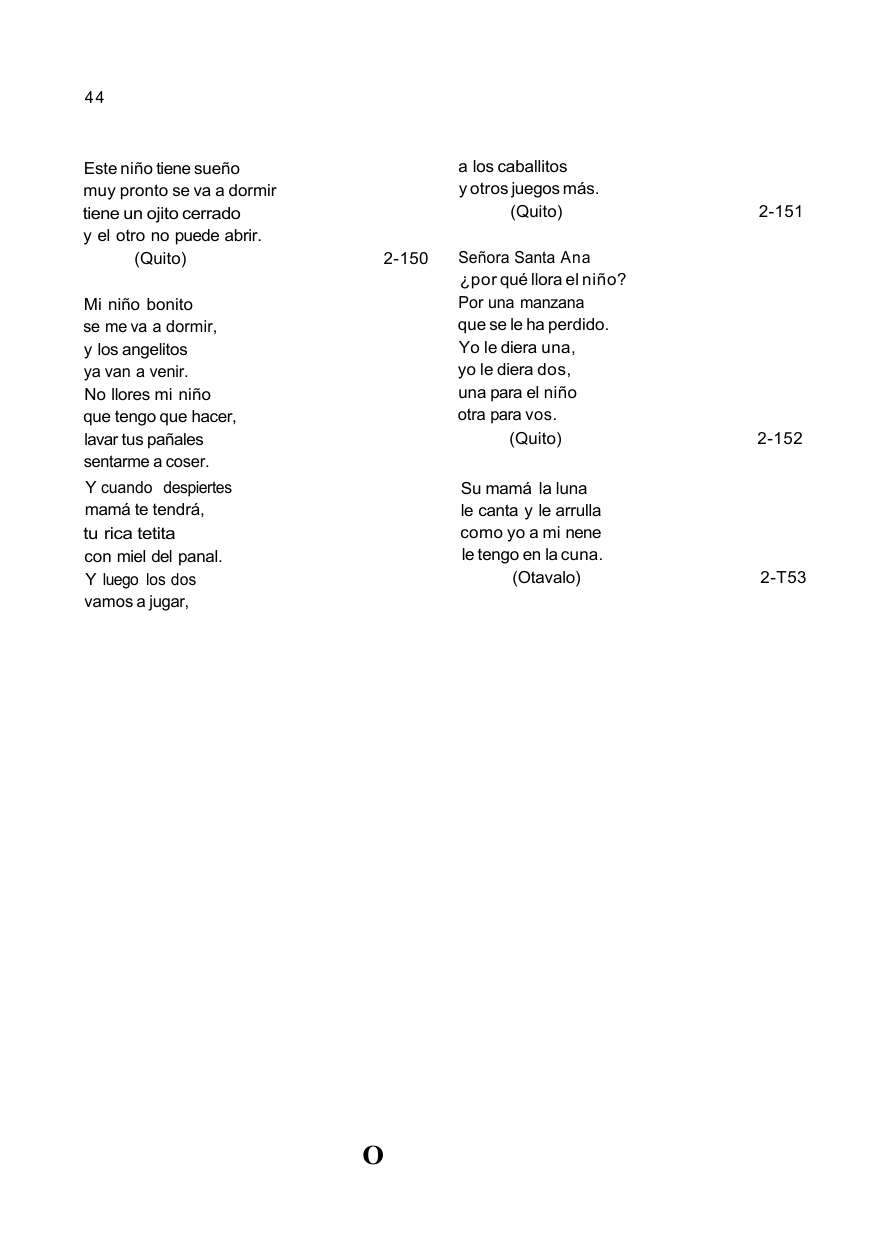 44
Este niño tiene sueño
muy pronto se va a dormir
tiene un ojito cerrado
y el otro no puede abrir.
(Quito) 2-150
Mi niño bonito
se me va a dormir,
y los angelitos
ya van a venir.
No llores mi niño
que tengo que hacer,
lavar tus pañales
sentarme a coser.
Y cuando despiertes
mamá te tendrá,
tu rica tetita
con miel del panal.
Y luego los dos
vamos a jugar,
a los caballitos
y otros juegos más.
(Quito) 2-151
Señora Santa Ana
¿por qué llora el niño?
Por una manzana
que se le ha perdido.
Yo le diera una,
yo le diera dos,
una para el niño
otra para vos.
(Quito) 2-152
Su mamá la luna
le canta y le arrulla
como yo a mi nene
le tengo en la cuna.
(Otavalo) 2-T53
O